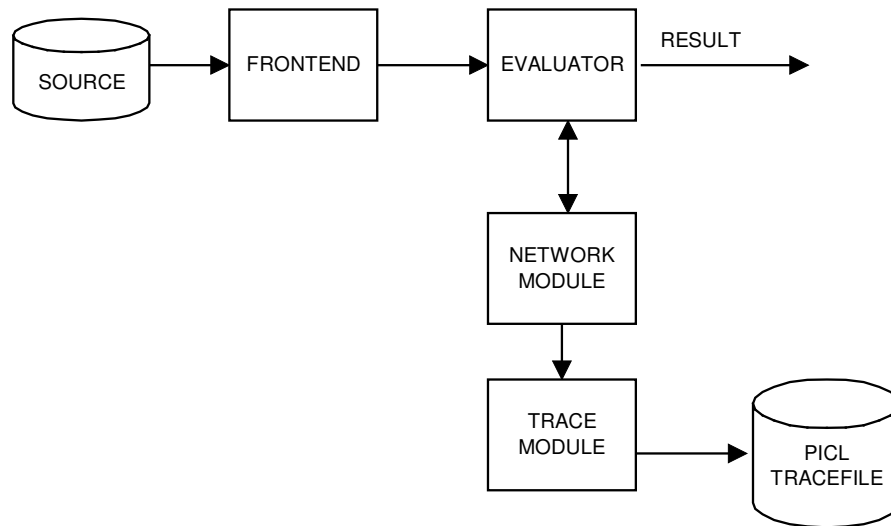 SOURCE
FRONTEND
EVALUATOR
RESULT
NETWORK
MODULE
TRACE
MODULE
PICL
TRACEFILE